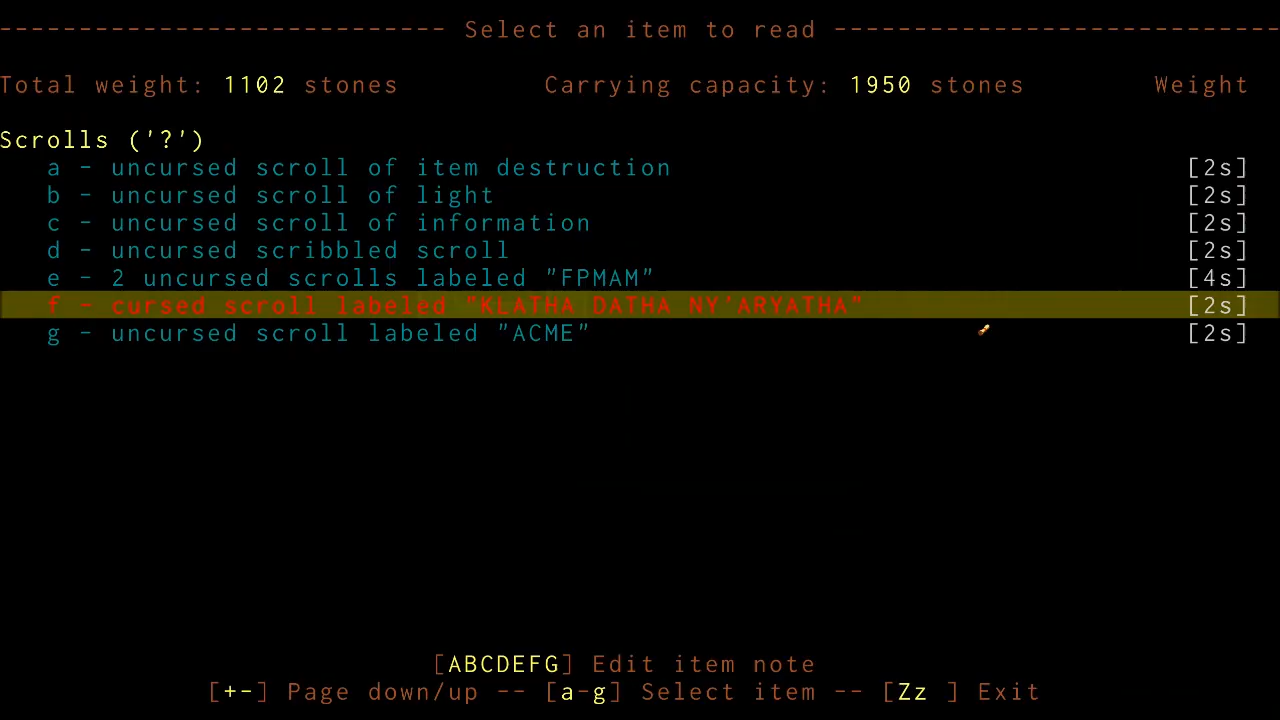 ---------------------------- Select an item to read ----------------------------
Total weight: 1102 stones Carrying capacity: 1950 stones Weight
Scrolls ('?')
a - uncursed scroll of item destruction [2s]
b - uncursed scroll of light [2s]
c - uncursed scroll of information [2s]
d - uncursed scribbled scroll [2s]
e - 2 uncursed scrolls labeled "FPMAM" [4s]
f - cursed scroll labeled "KLATHA DATHA NY'ARYATHA" [2s]
g - uncursed scroll labeled "ACME" [2s]
[ABCDEFG] Edit item note
[+-] Page down/up -- [a-g] Select item -- [Zz ] Exit